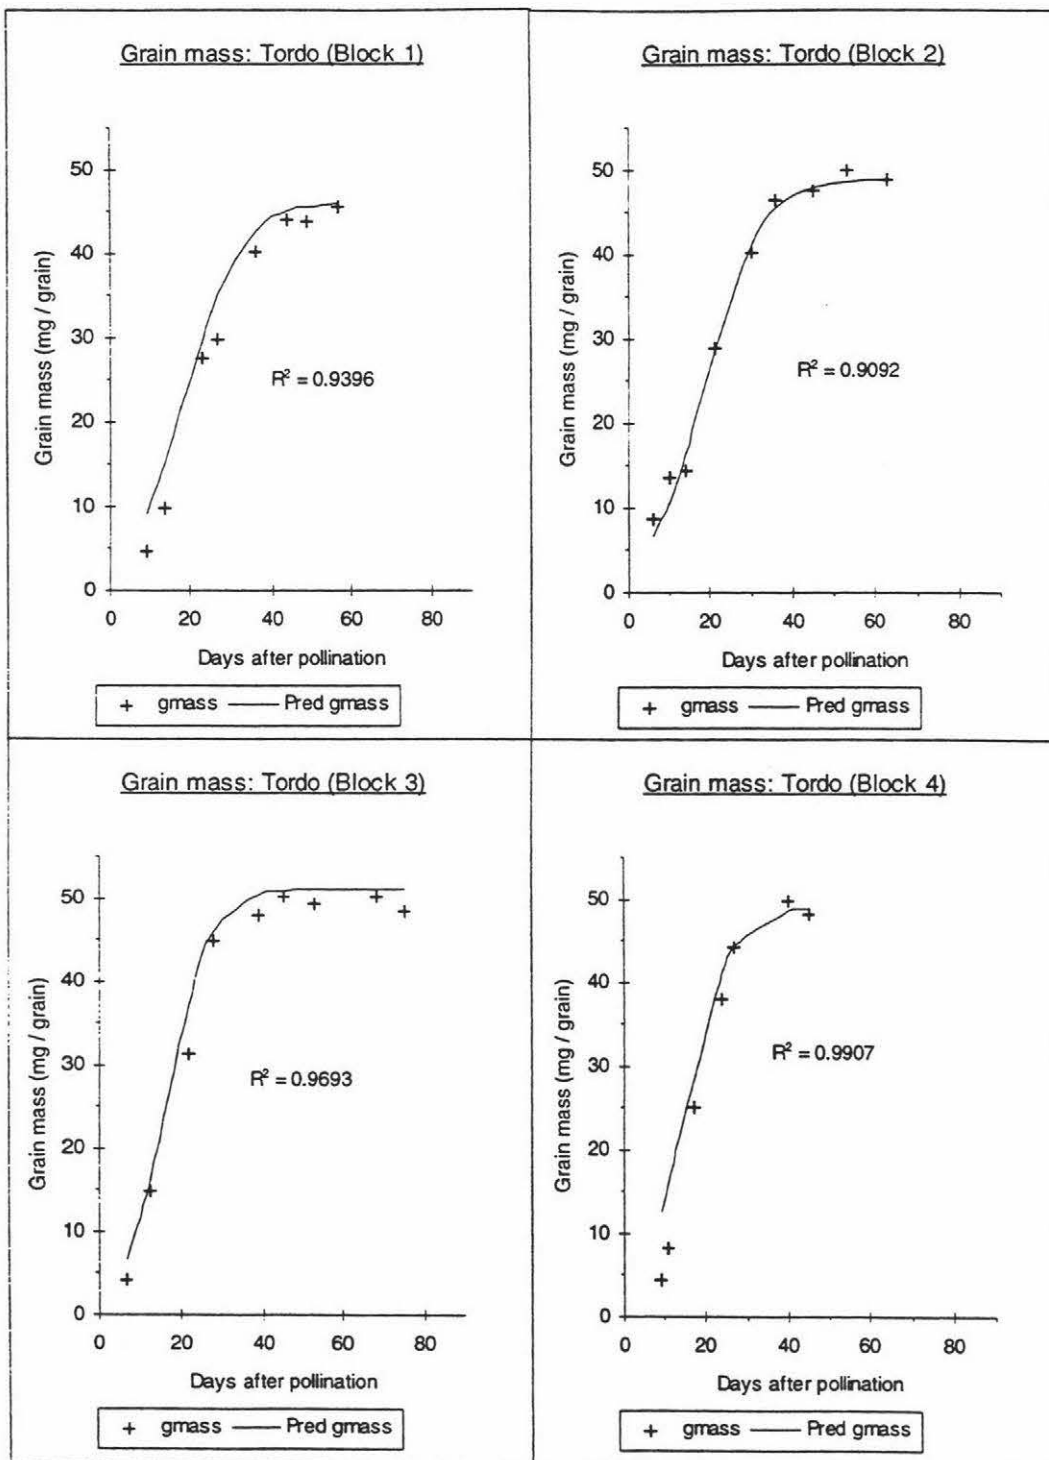 Grain mass: Tordo (Block 1)
50
40
30
20
10
0
Grain mass (mg / grain)
R² = 0.9396
0 20 40 60 80
Days after pollination
+ gmass — Pred gmass
Grain mass: Tordo (Block 2)
50
40
30
20
10
0
Grain mass (mg / grain)
R² = 0.9092
0 20 40 60 80
Days after pollination
+ gmass — Pred gmass
Grain mass: Tordo (Block 3)
50
40
30
20
10
0
Grain mass (mg / grain)
R² = 0.9693
0 20 40 60 80
Days after pollination
+ gmass — Pred gmass
Grain mass: Tordo (Block 4)
50
40
30
20
10
0
Grain mass (mg / grain)
R² = 0.9907
0 20 40 60 80
Days after pollination
+ gmass — Pred gmass